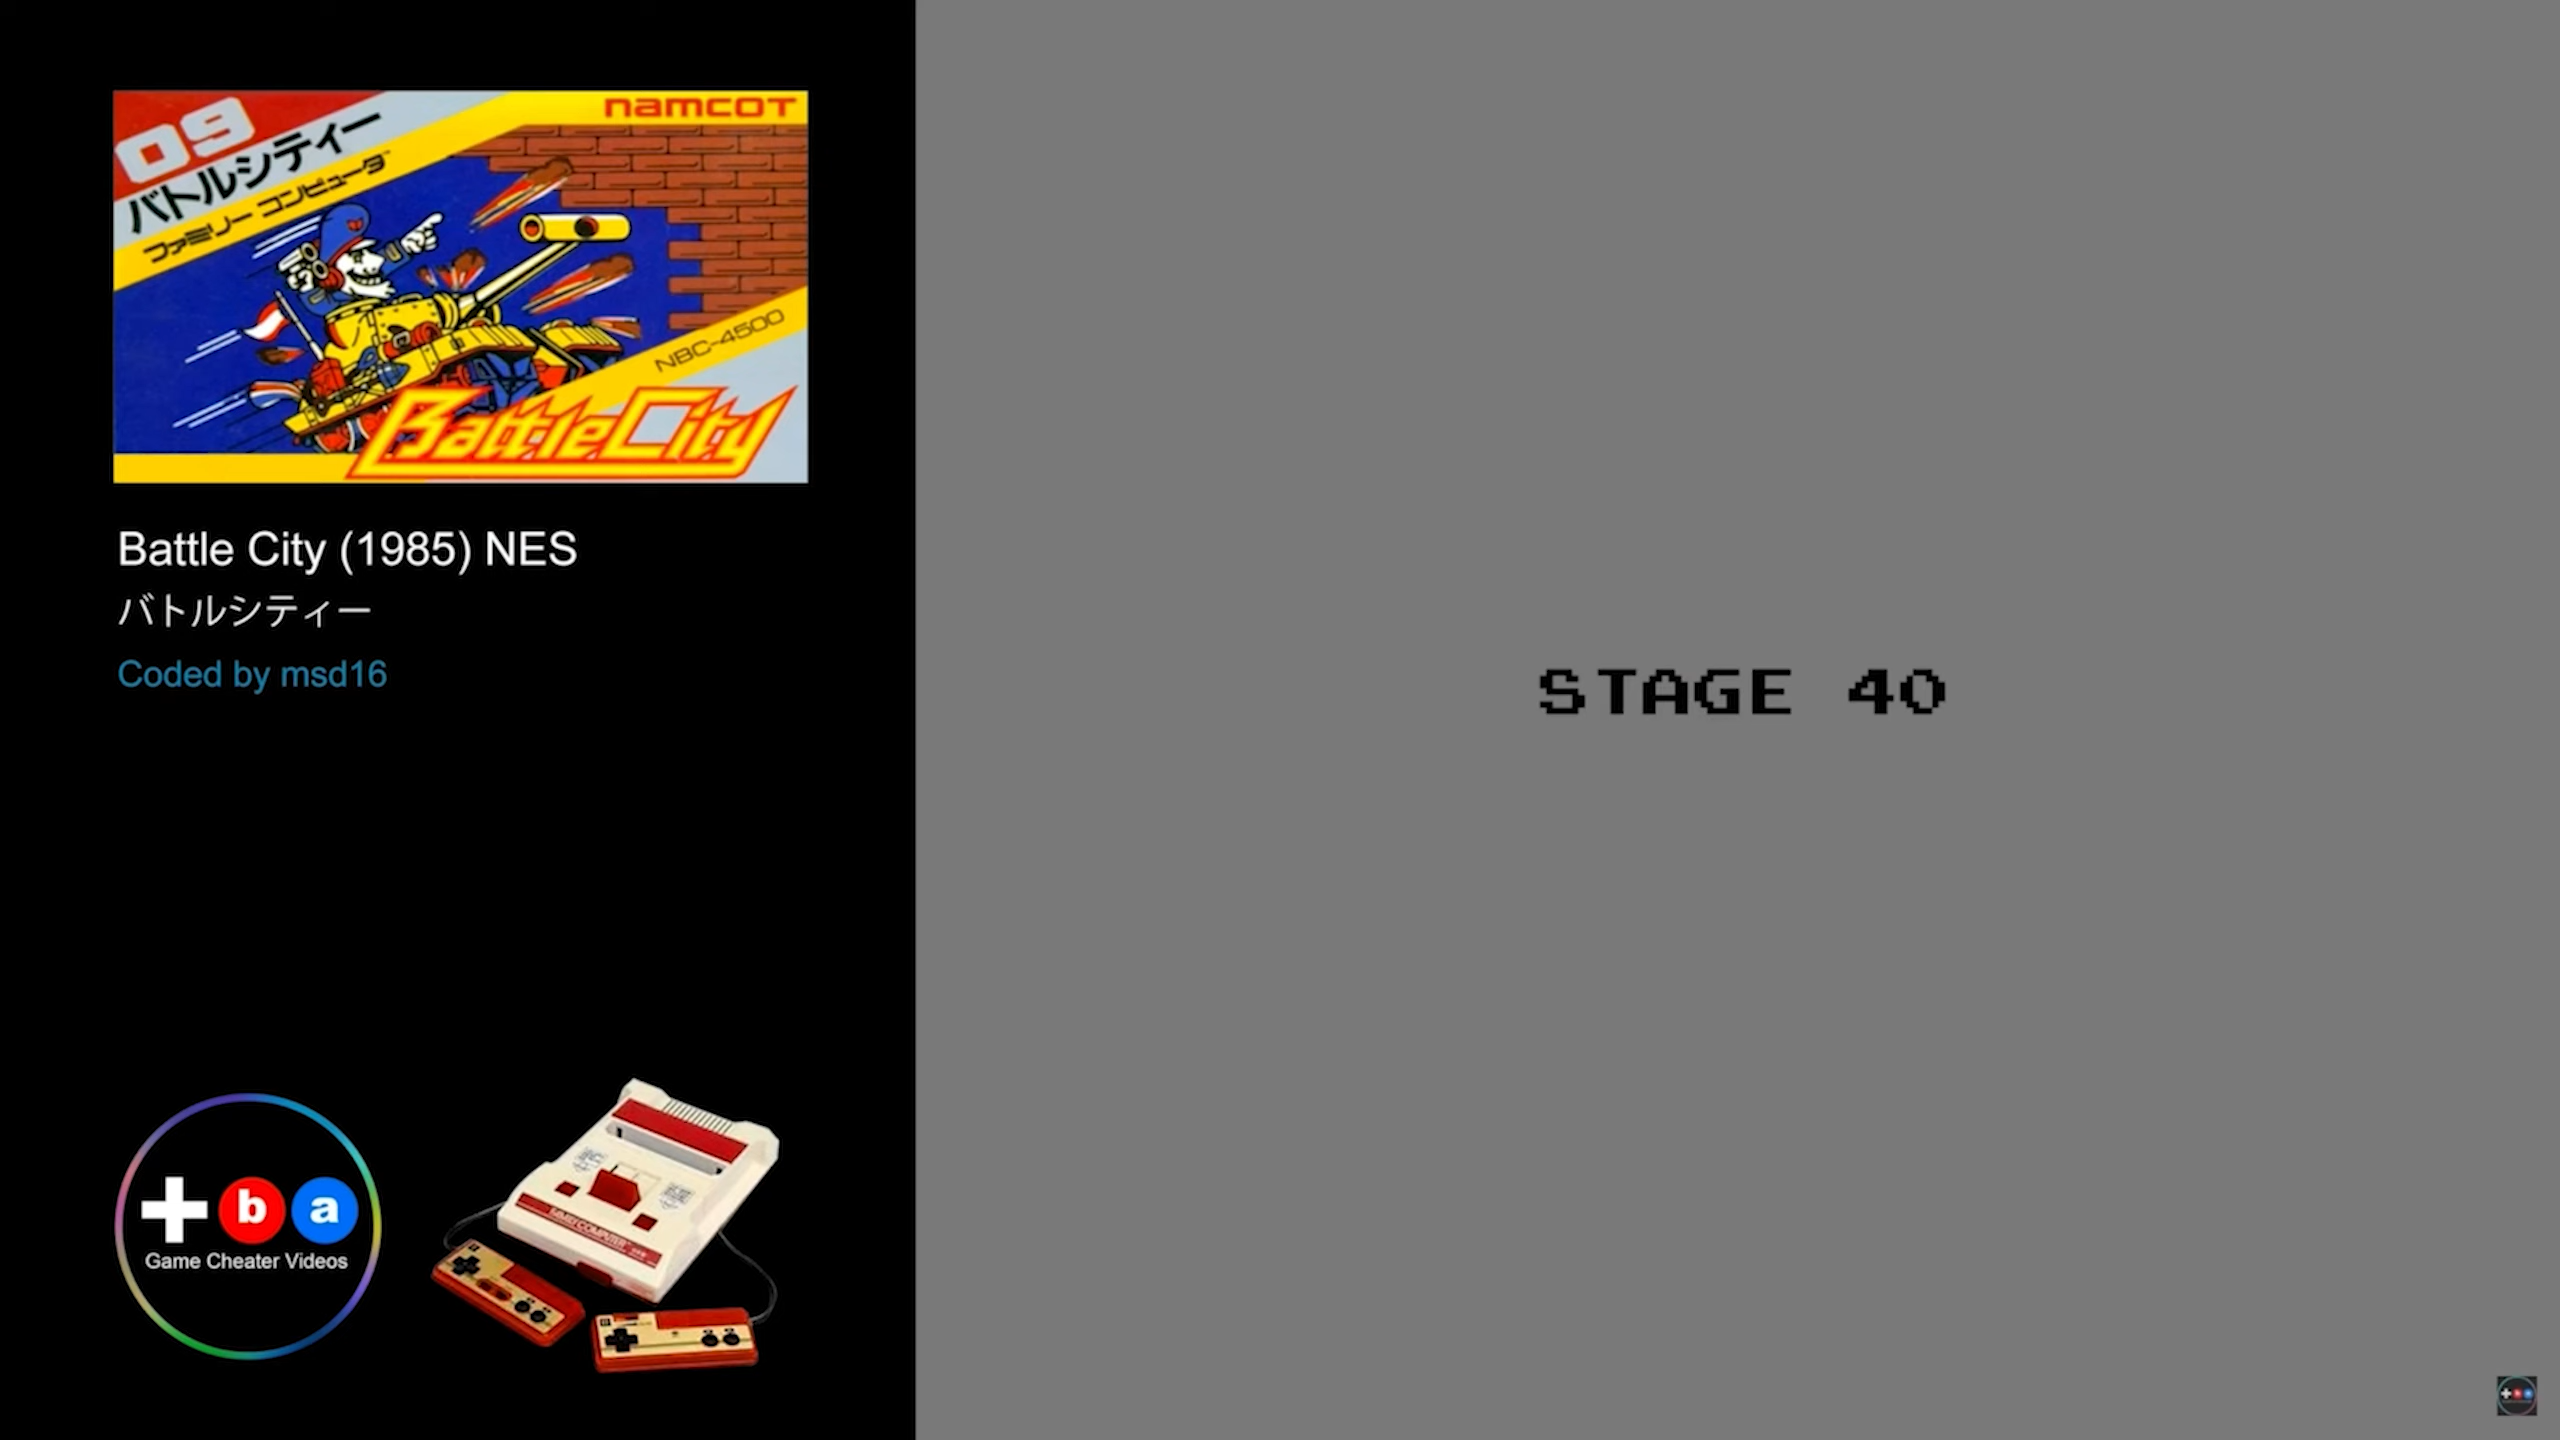 namcot
09
バトルシティー
ファミリーコンピュータ
NBC-4500
BattleCity
Battle City (1985) NES
バトルシティー
Coded by msd16
STAGE 40
b a
Game Cheater Videos
FAMILY COMPUTER